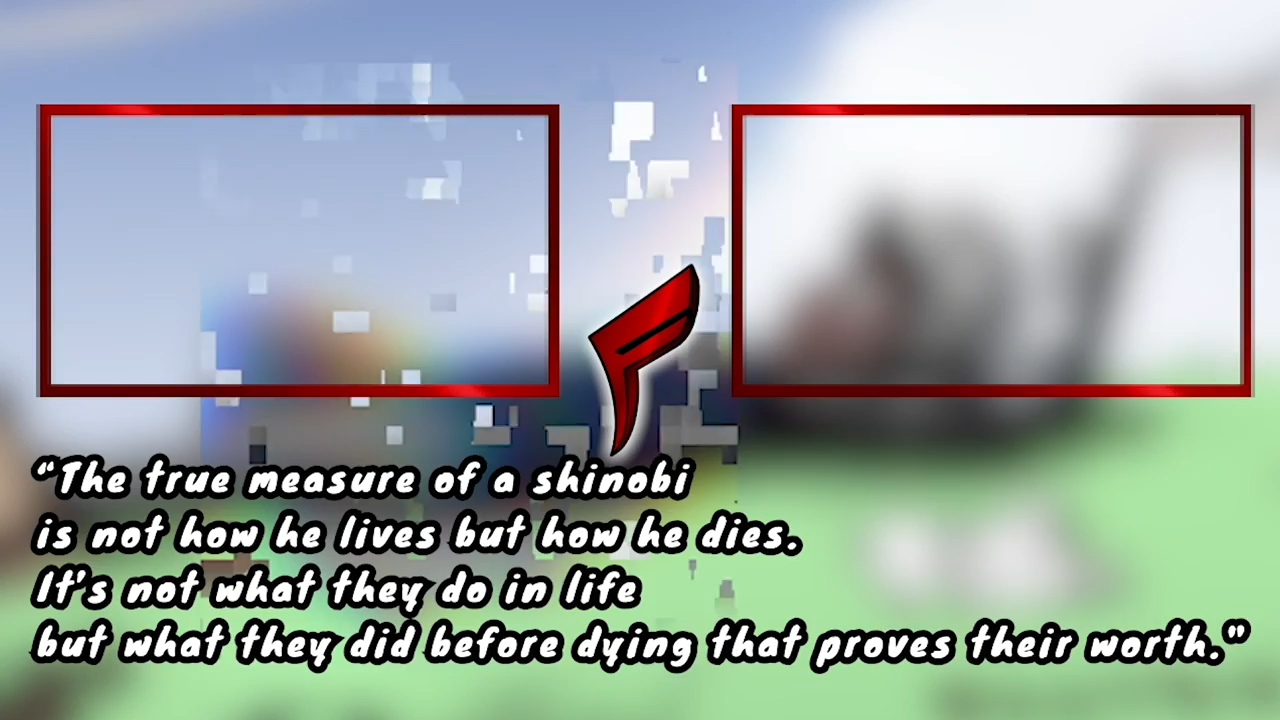 “The true measure of a shinobi
is not how he lives but how he dies.
It's not what they do in life
but what they did before dying that proves their worth.”